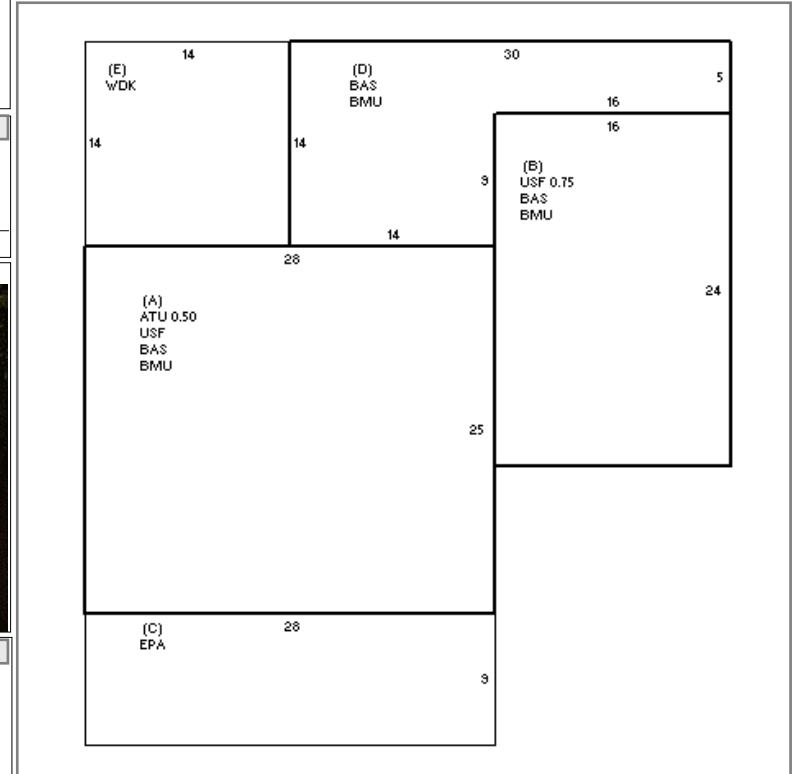 14
30
(E)
WDK
(D)
BAS
BMU
5
16
16
14
14
9
(B)
USF 0.75
BAS
BMU
14
28
24
(A)
ATU 0.50
USF
BAS
BMU
25
(C)
EPA
28
9